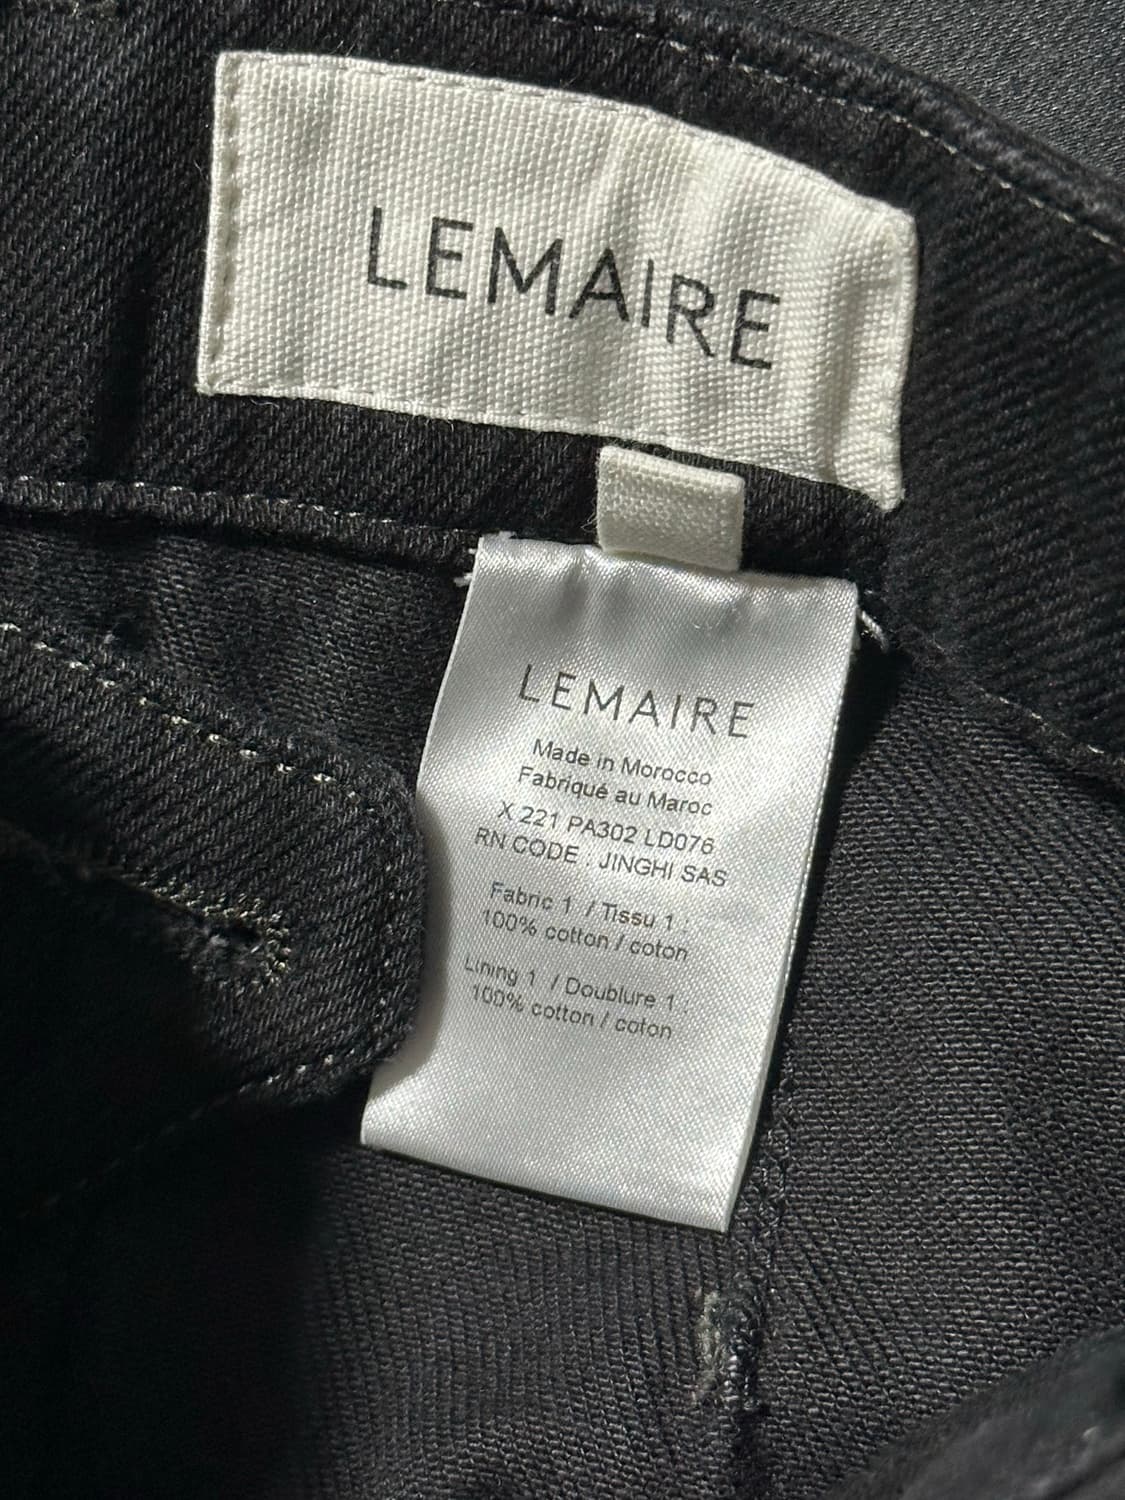 LEMAIRE
LEMAIRE
Made in Morocco
Fabriqué au Maroc
X 221 PA302 LD076
RN CODE : JINGHI SAS
Fabric 1 / Tissu 1 :
100% cotton / coton
Lining 1 / Doublure 1 :
100% cotton / coton